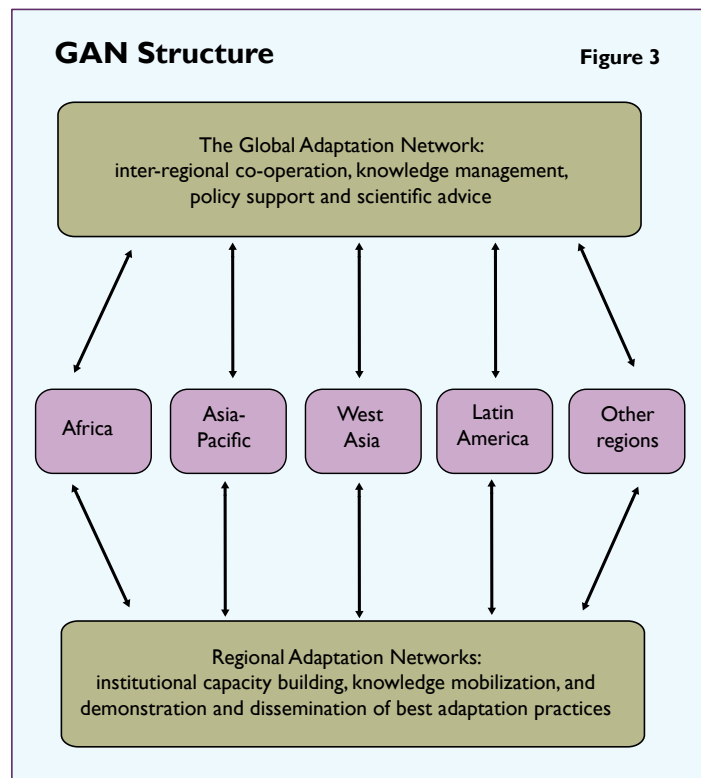 GAN Structure
Figure 3
The Global Adaptation Network:
inter-regional co-operation, knowledge management,
policy support and scientific advice
Africa
Asia-
Pacific
West
Asia
Latin
America
Other
regions
Regional Adaptation Networks:
institutional capacity building, knowledge mobilization, and
demonstration and dissemination of best adaptation practices